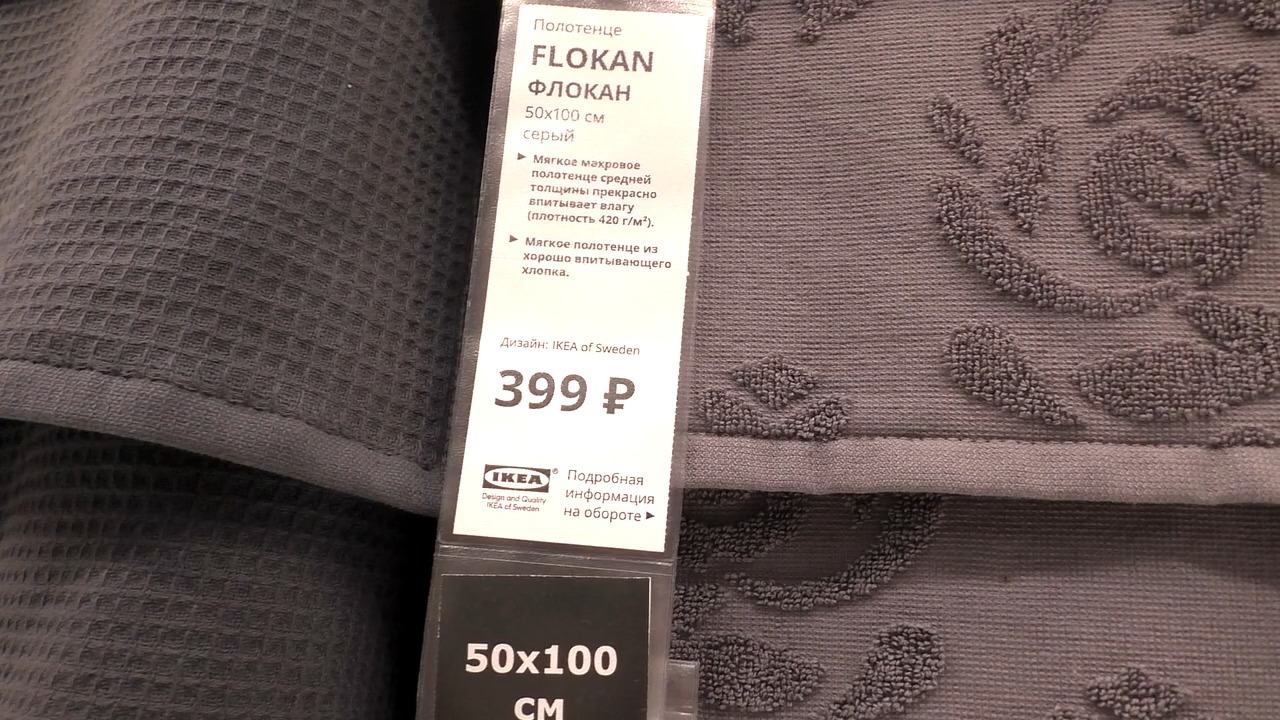 Полотенце
FLOKAN
ФЛОКАН
50x100 см
серый
► Мягкое махровое
полотенце средней
толщины прекрасно
впитывает влагу
(плотность 420 г/м²).
► Мягкое полотенце из
хорошо впитывающего
хлопка.
Дизайн: IKEA of Sweden
399 ₽
IKEA®
Design and Quality
IKEA of Sweden
Подробная
информация
на обороте ►
50x100
СМ